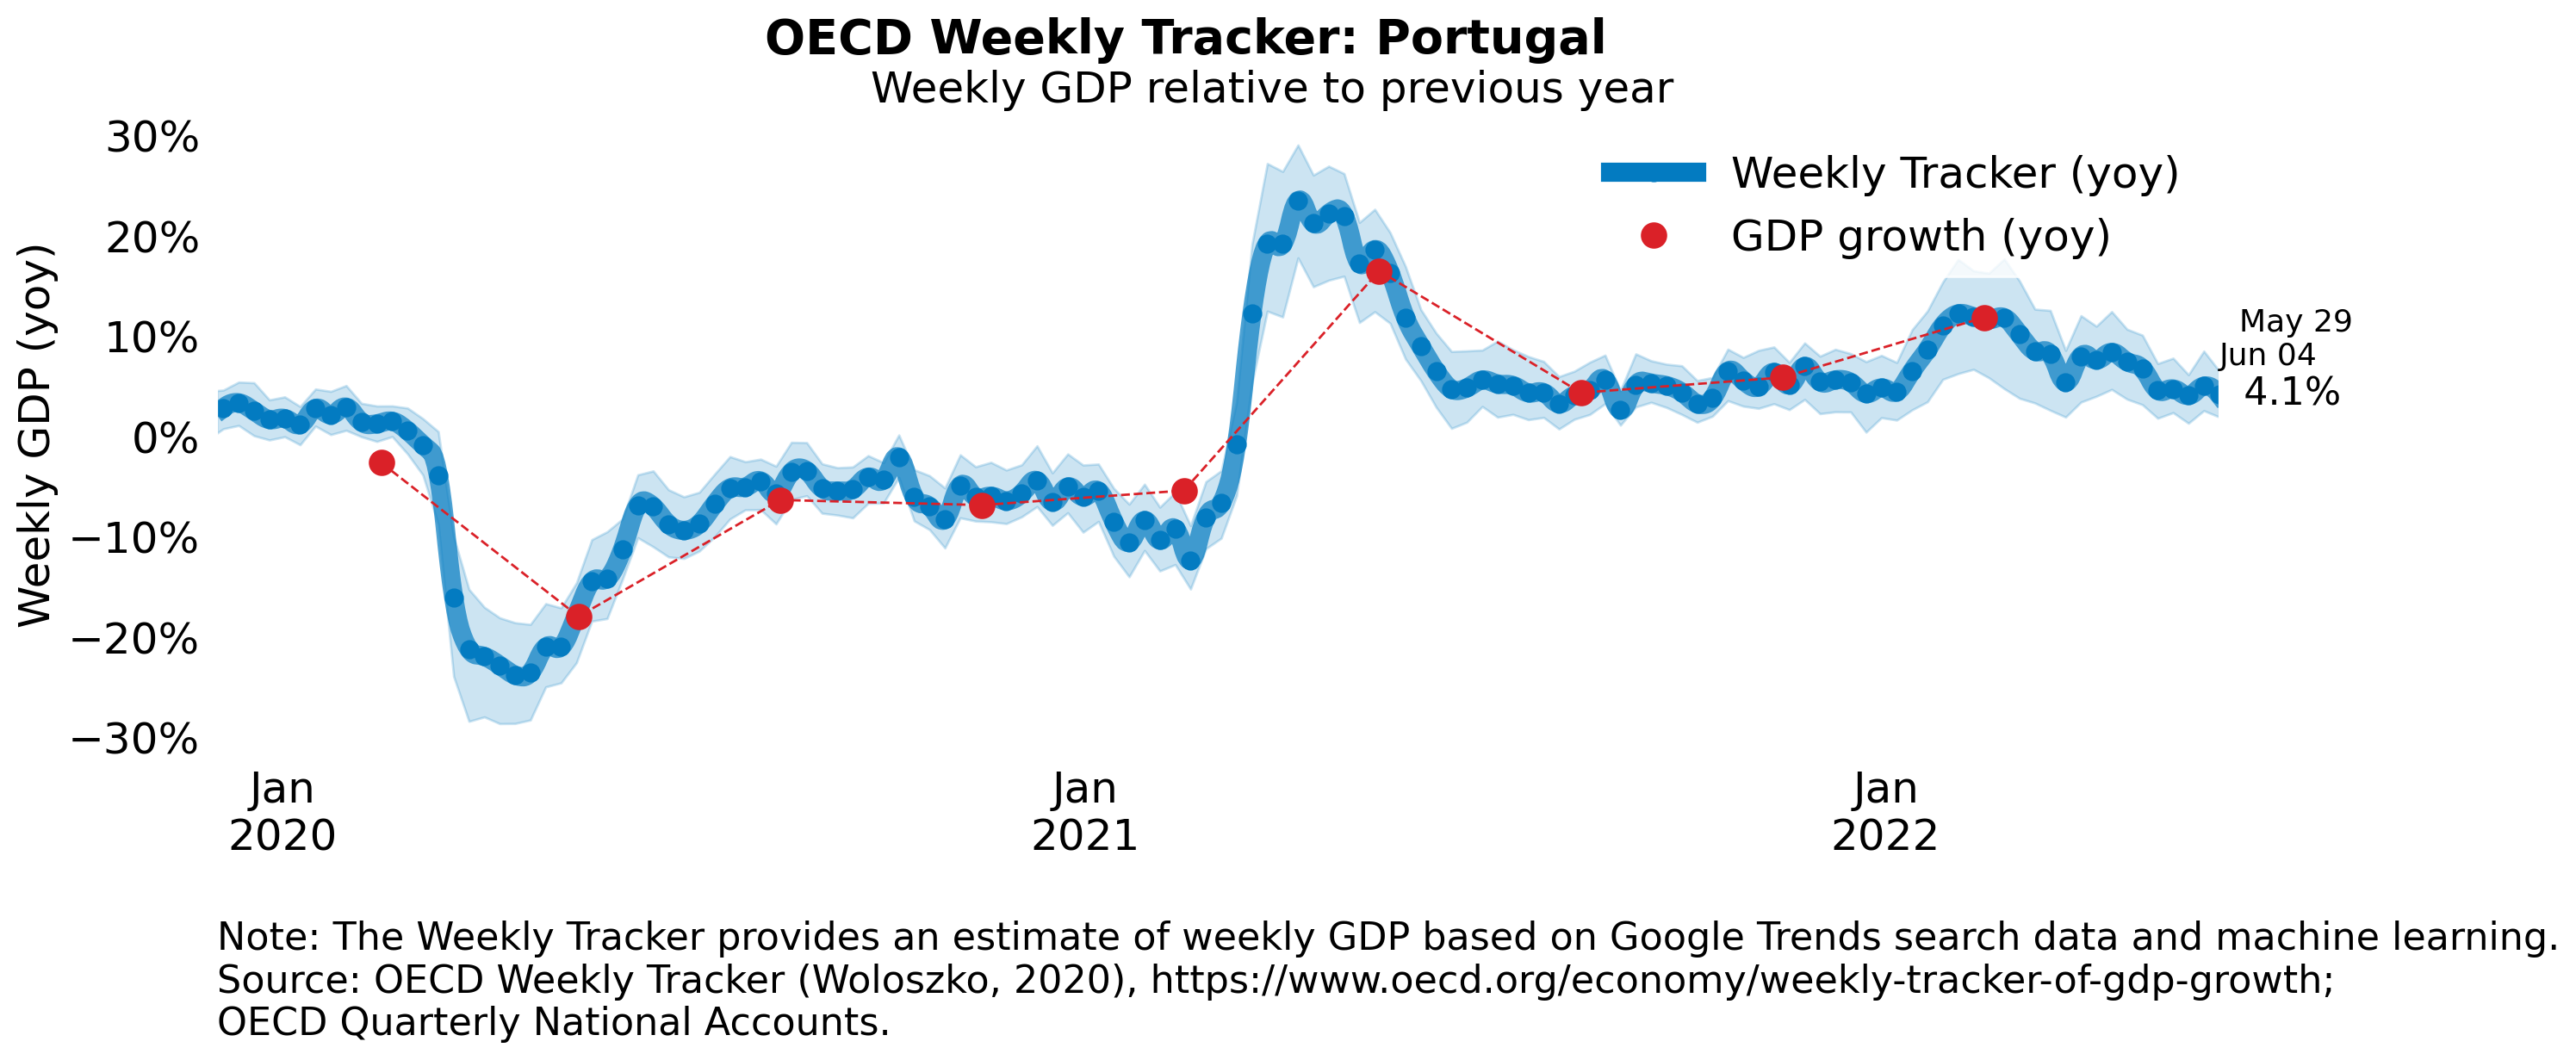 OECD Weekly Tracker: Portugal
Weekly GDP relative to previous year
Weekly GDP (yoy)
30%
20%
10%
0%
−10%
−20%
−30%
Weekly Tracker (yoy)
GDP growth (yoy)
May 29
Jun 04
4.1%
Jan
2020
Jan
2021
Jan
2022
Note: The Weekly Tracker provides an estimate of weekly GDP based on Google Trends search data and machine learning.
Source: OECD Weekly Tracker (Woloszko, 2020), https://www.oecd.org/economy/weekly-tracker-of-gdp-growth;
OECD Quarterly National Accounts.